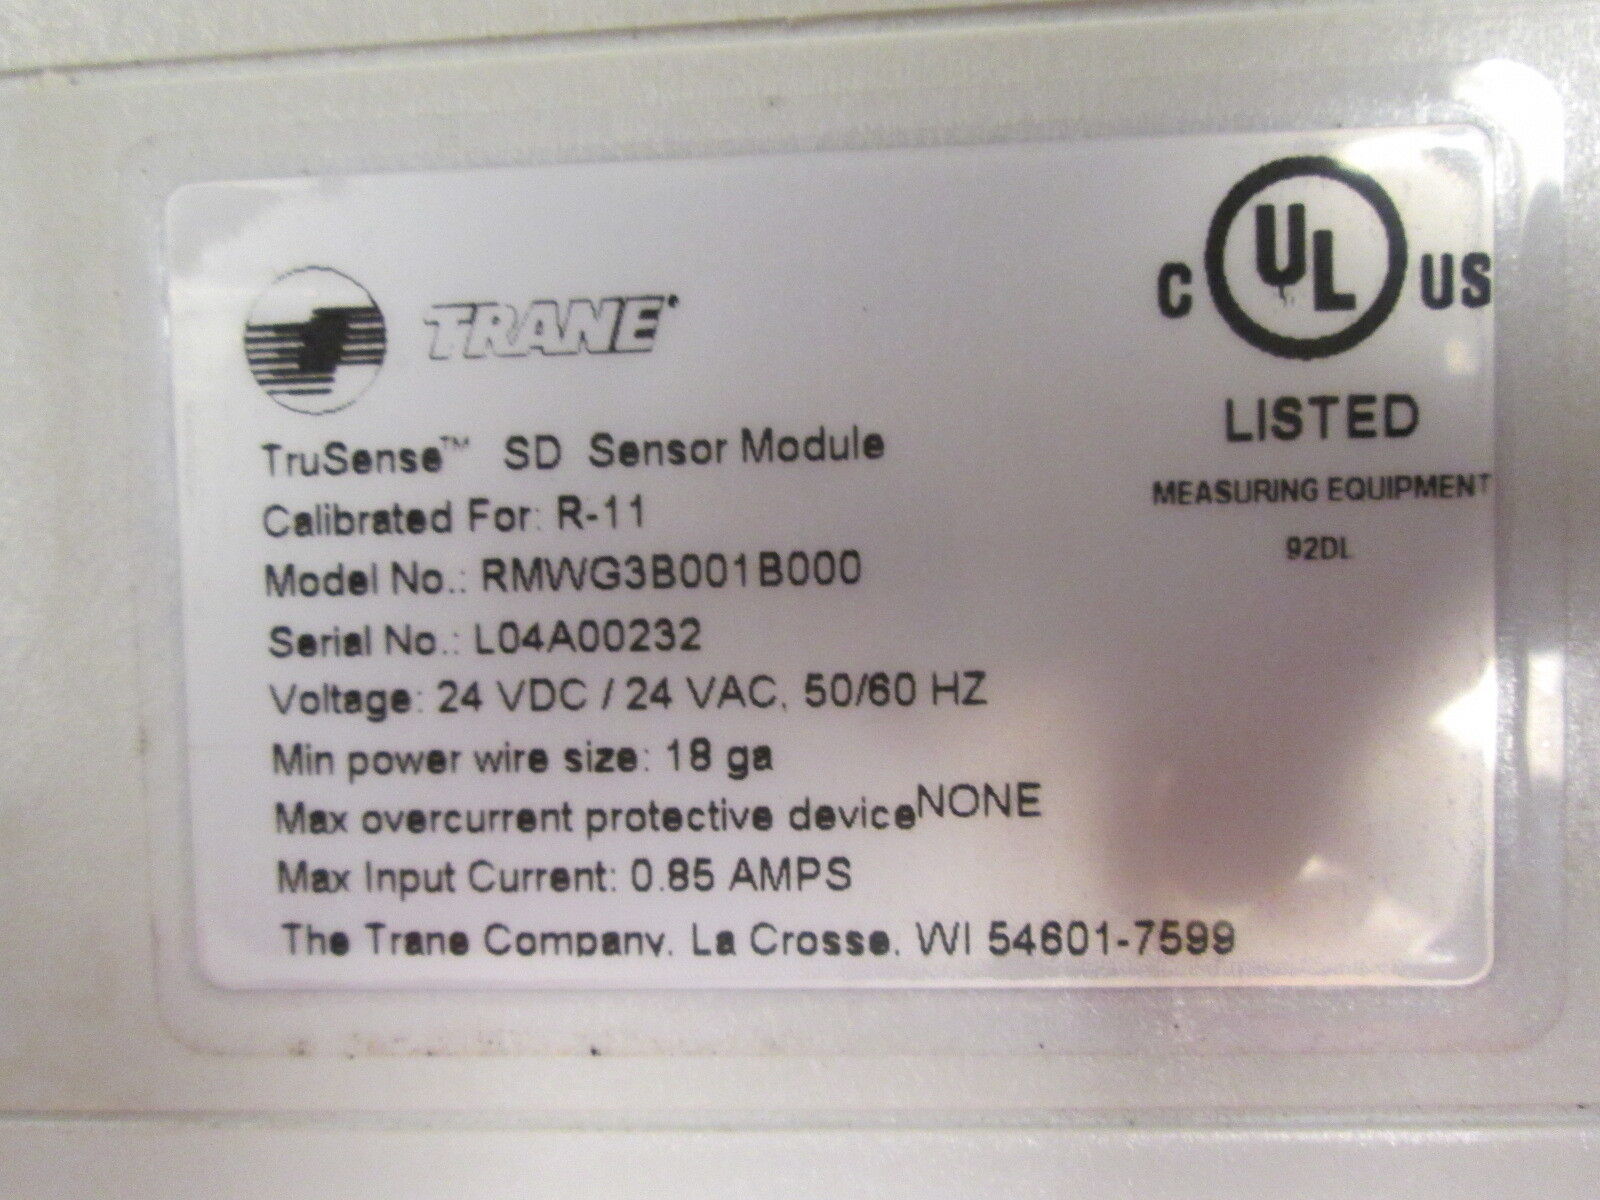 TRANE®
TruSense™ SD Sensor Module
Calibrated For: R-11
Model No.: RMWG3B001B000
Serial No.: L04A00232
Voltage: 24 VDC / 24 VAC, 50/60 HZ
Min power wire size: 18 ga
Max overcurrent protective device NONE
Max Input Current: 0.85 AMPS
The Trane Company, La Crosse, WI 54601-7599
C UL US
LISTED
MEASURING EQUIPMENT
92DL